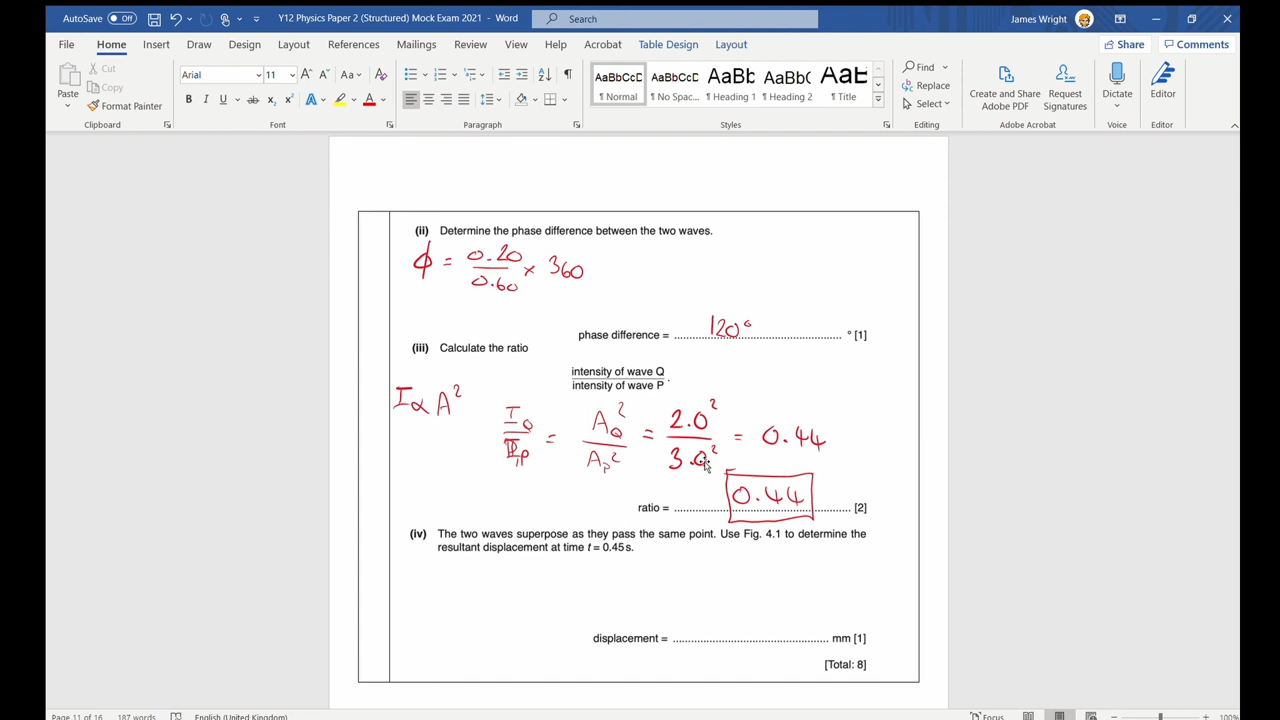 AutoSave Off Y12 Physics Paper 2 (Structured) Mock Exam 2021 - Word Search James Wright
File Home Insert Draw Design Layout References Mailings Review View Help Acrobat Table Design Layout Share Comments
Paste Cut Copy Format Painter
Arial 11 Aa
B I U ab x₂ x² A A
AaBbCcD AaBbCcD AaBb AaBbC AaB
¶ Normal ¶ No Spac... ¶ Heading 1 ¶ Heading 2 ¶ Title
Find Replace Select
Create and Share Adobe PDF Request Signatures Dictate Editor
Clipboard Font Paragraph Styles Editing Adobe Acrobat Voice Editor
(ii) Determine the phase difference between the two waves.
ϕ = 0.20 / 0.60 × 360
phase difference = .......... 120° .......... ° [1]
(iii) Calculate the ratio
intensity of wave Q
intensity of wave P .
I ∝ A²
I_Q / I_P = A_Q² / A_P² = 2.0² / 3.0² = 0.44
ratio = .......... 0.44 .......... [2]
(iv) The two waves superpose as they pass the same point. Use Fig. 4.1 to determine the
resultant displacement at time t = 0.45 s.
displacement = .......... mm [1]
[Total: 8]
Page 11 of 16 187 words English (United Kingdom) Focus 100%